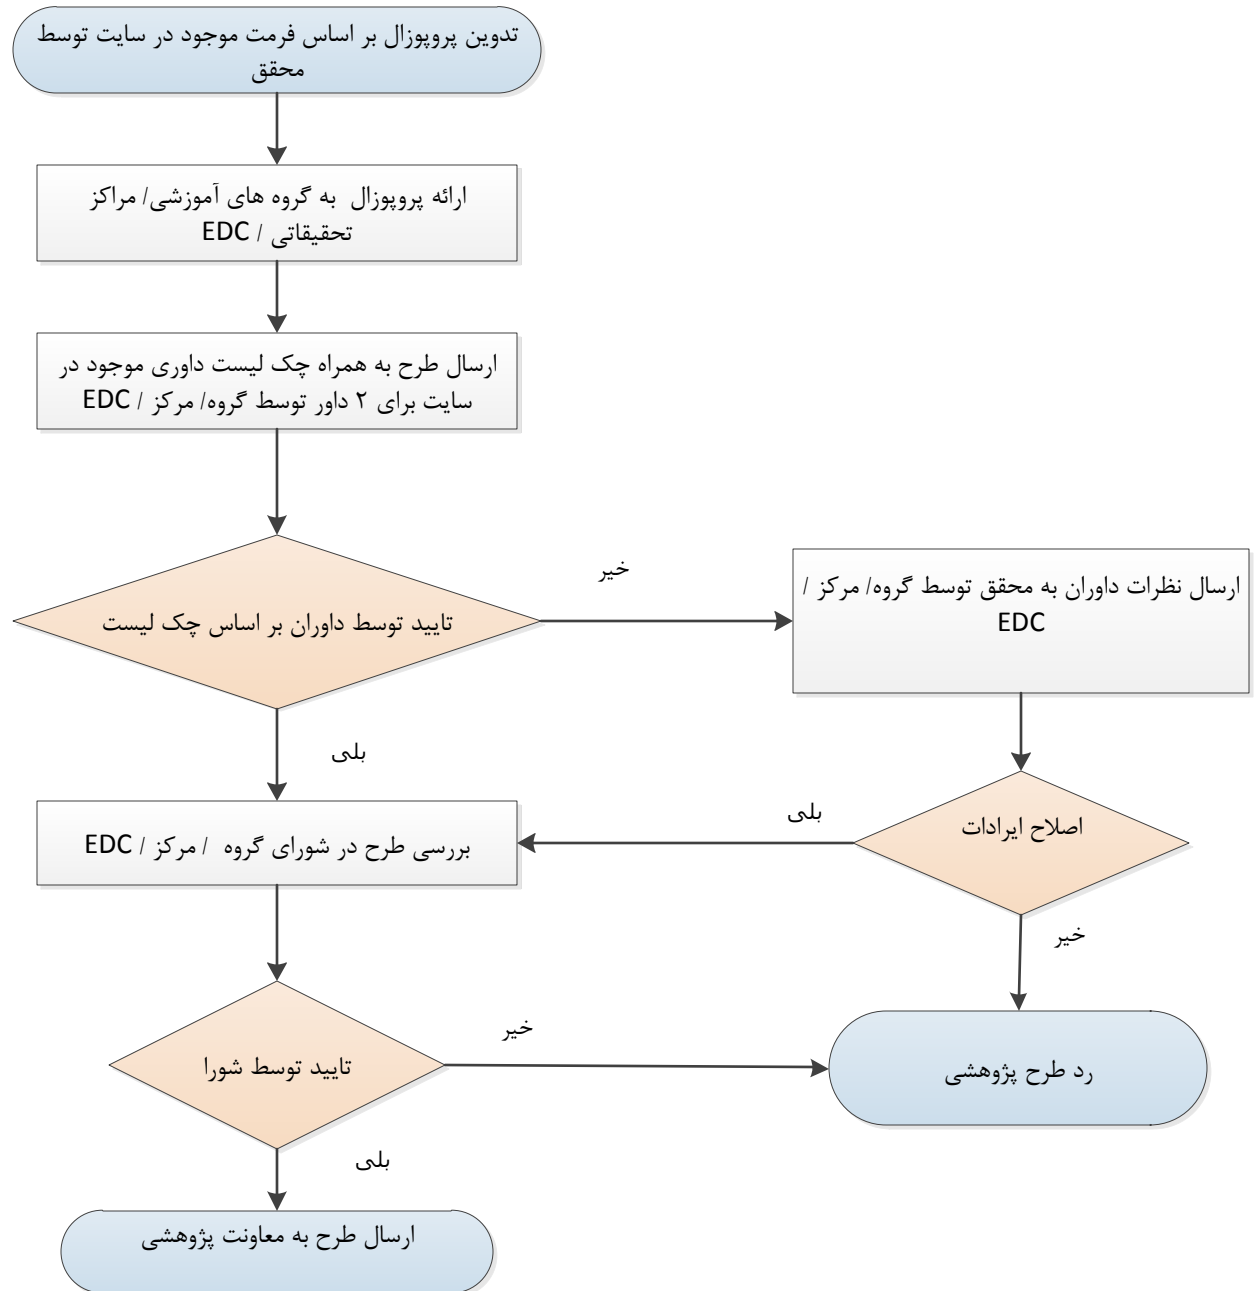 تدوین پروپوزال بر اساس فرمت موجود در سایت توسط
محقق
ارائه پروپوزال به گروه های آموزشی/ مراکز
تحقیقاتی / EDC
ارسال طرح به همراه چک لیست داوری موجود در
سایت برای ۲ داور توسط گروه/ مرکز / EDC
تایید توسط داوران بر اساس چک لیست
خیر
ارسال نظرات داوران به محقق توسط گروه/ مرکز /
EDC
بلی
اصلاح ایرادات
بلی
خیر
بررسی طرح در شورای گروه / مرکز / EDC
تایید توسط شورا
خیر
رد طرح پژوهشی
بلی
ارسال طرح به معاونت پژوهشی